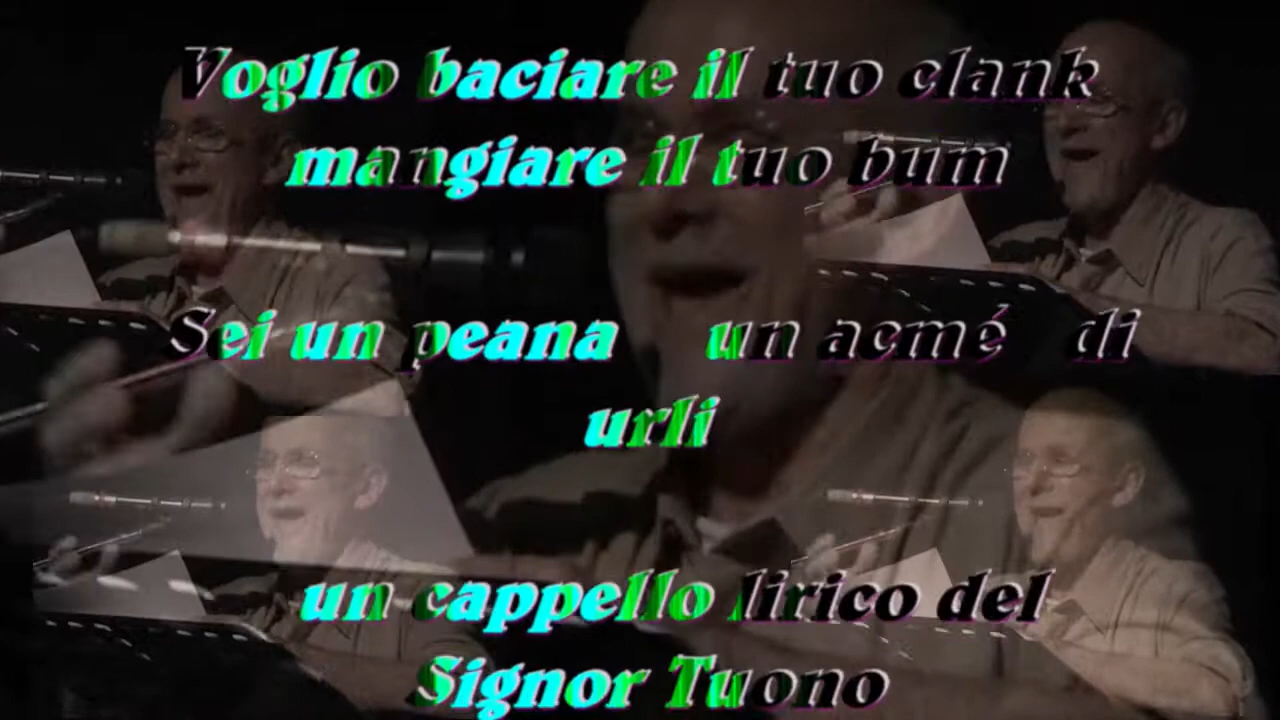 Voglio baciare il tuo clank
mangiare il tuo bum
Sei un peana un acmé di
urli
un cappello lirico del
Signor Tuono